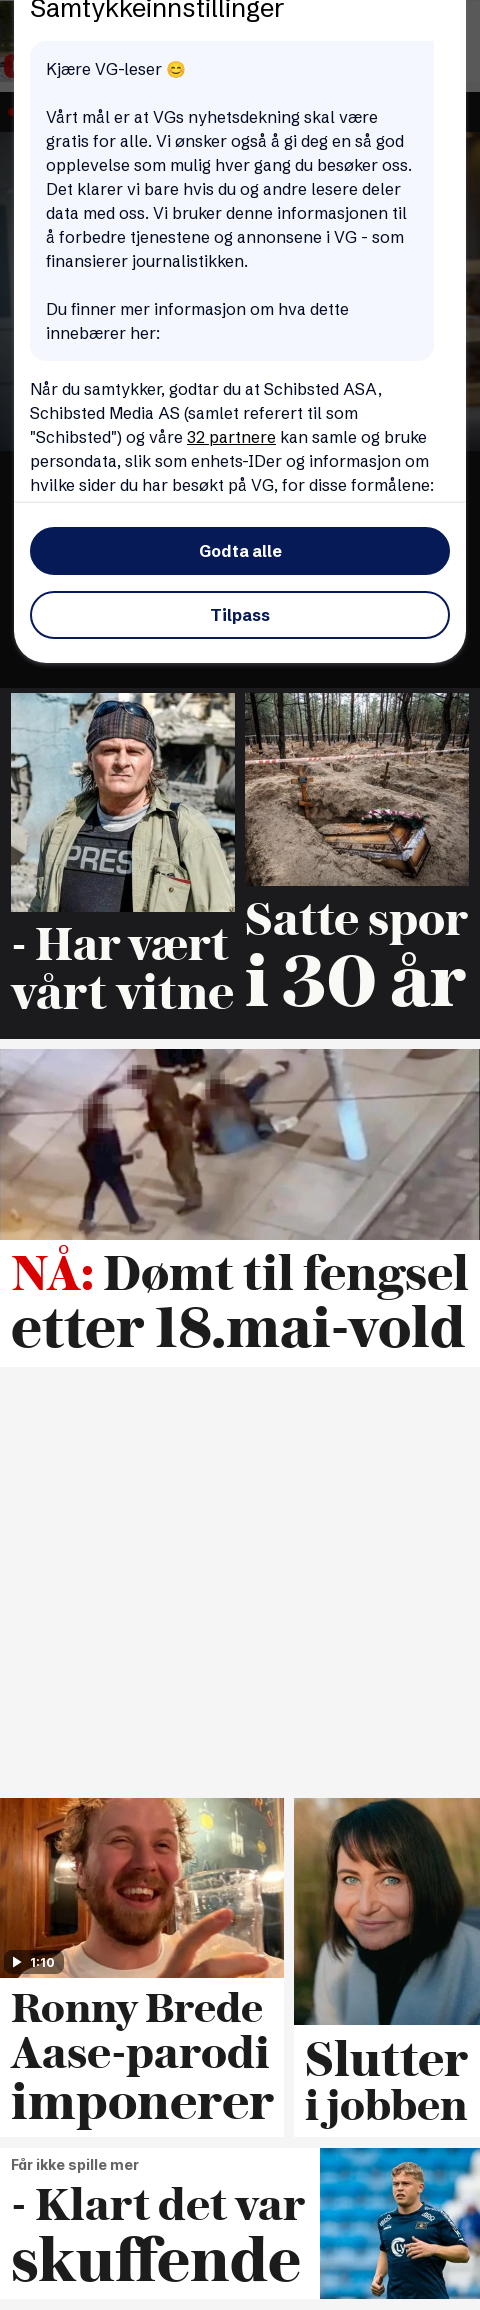 Samtykkeinnstillinger
Kjære VG-leser 😊
Vårt mål er at VGs nyhetsdekning skal være
gratis for alle. Vi ønsker også å gi deg en så god
opplevelse som mulig hver gang du besøker oss.
Det klarer vi bare hvis du og andre lesere deler
data med oss. Vi bruker denne informasjonen til
å forbedre tjenestene og annonsene i VG - som
finansierer journalistikken.
Du finner mer informasjon om hva dette
innebærer her:
Når du samtykker, godtar du at Schibsted ASA,
Schibsted Media AS (samlet referert til som
"Schibsted") og våre 32 partnere kan samle og bruke
persondata, slik som enhets-IDer og informasjon om
hvilke sider du har besøkt på VG, for disse formålene:
Godta alle
Tilpass
PRESS
- Har vært
vårt vitne
Satte spor
i 30 år
NÅ: Dømt til fengsel
etter 18.mai-vold
1:10
Ronny Brede
Aase-parodi
imponerer
Slutter
i jobben
Får ikke spille mer
- Klart det var
skuffende